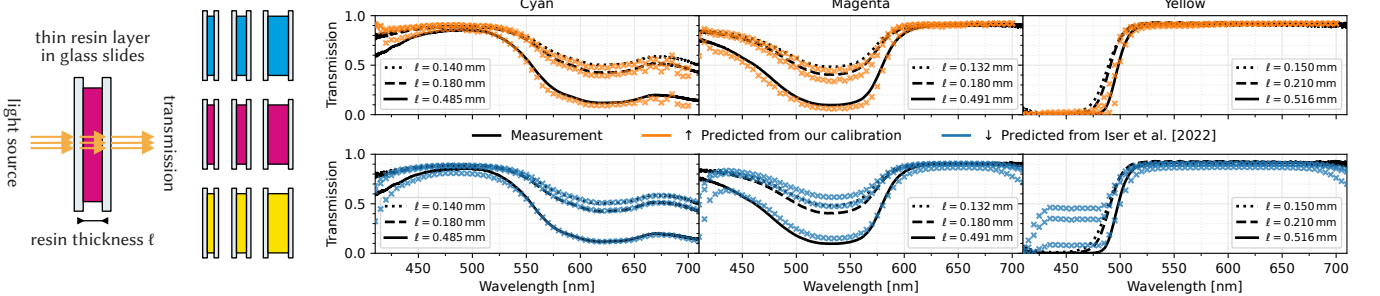 thin resin layer
in glass slides
light source
transmission
resin thickness ℓ
Cyan
Magenta
Yellow
Transmission
1.0
0.5
0.0
ℓ = 0.140 mm
ℓ = 0.180 mm
ℓ = 0.485 mm
ℓ = 0.132 mm
ℓ = 0.180 mm
ℓ = 0.491 mm
ℓ = 0.150 mm
ℓ = 0.210 mm
ℓ = 0.516 mm
Measurement
↑ Predicted from our calibration
↓ Predicted from Iser et al. [2022]
Transmission
1.0
0.5
0.0
ℓ = 0.140 mm
ℓ = 0.180 mm
ℓ = 0.485 mm
ℓ = 0.132 mm
ℓ = 0.180 mm
ℓ = 0.491 mm
ℓ = 0.150 mm
ℓ = 0.210 mm
ℓ = 0.516 mm
450 500 550 600 650 700
450 500 550 600 650 700
450 500 550 600 650 700
Wavelength [nm]
Wavelength [nm]
Wavelength [nm]